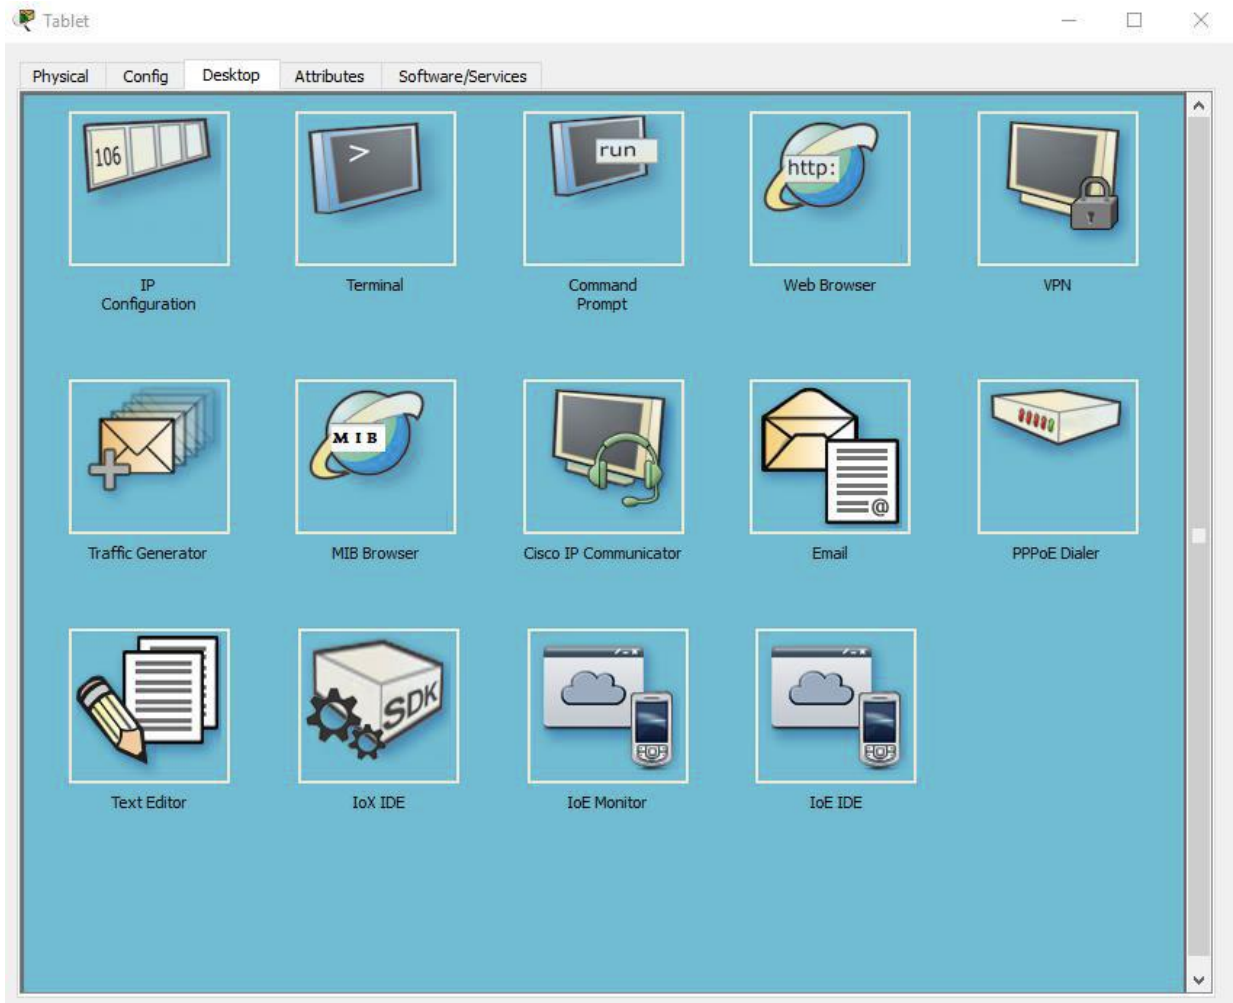 Tablet
Physical Config Desktop Attributes Software/Services
106
>
run
http:
IP
Configuration
Terminal
Command
Prompt
Web Browser
VPN
MIB
@
Traffic Generator
MIB Browser
Cisco IP Communicator
Email
PPPoE Dialer
SDK
Text Editor
IoX IDE
IoE Monitor
IoE IDE